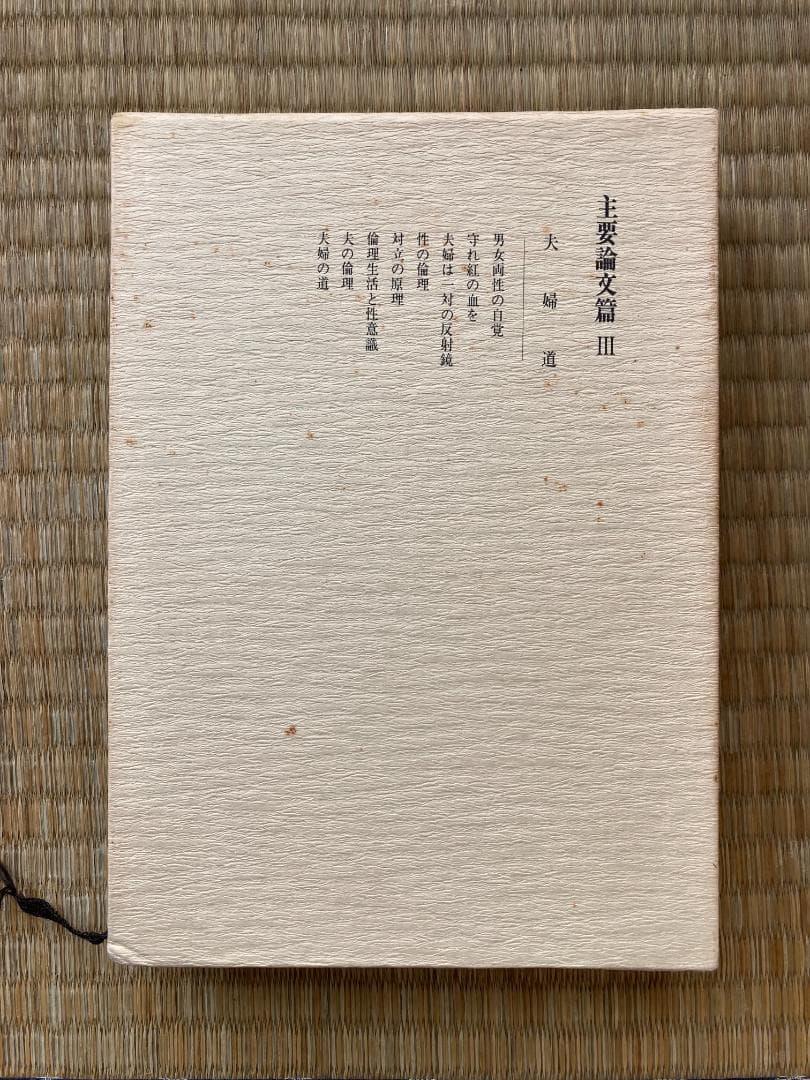 主要論文篇 III
夫婦道
男女両性の自覚
守れ紅の血を
夫婦は一対の反射鏡
性の倫理
対立の原理
倫理生活と性意識
夫の倫理
夫婦の道